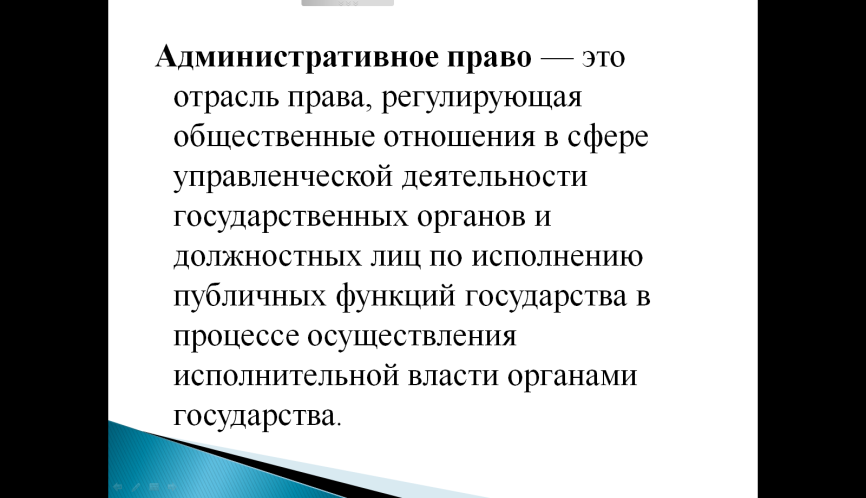 Административное право — это
отрасль права, регулирующая
общественные отношения в сфере
управленческой деятельности
государственных органов и
должностных лиц по исполнению
публичных функций государства в
процессе осуществления
исполнительной власти органами
государства.